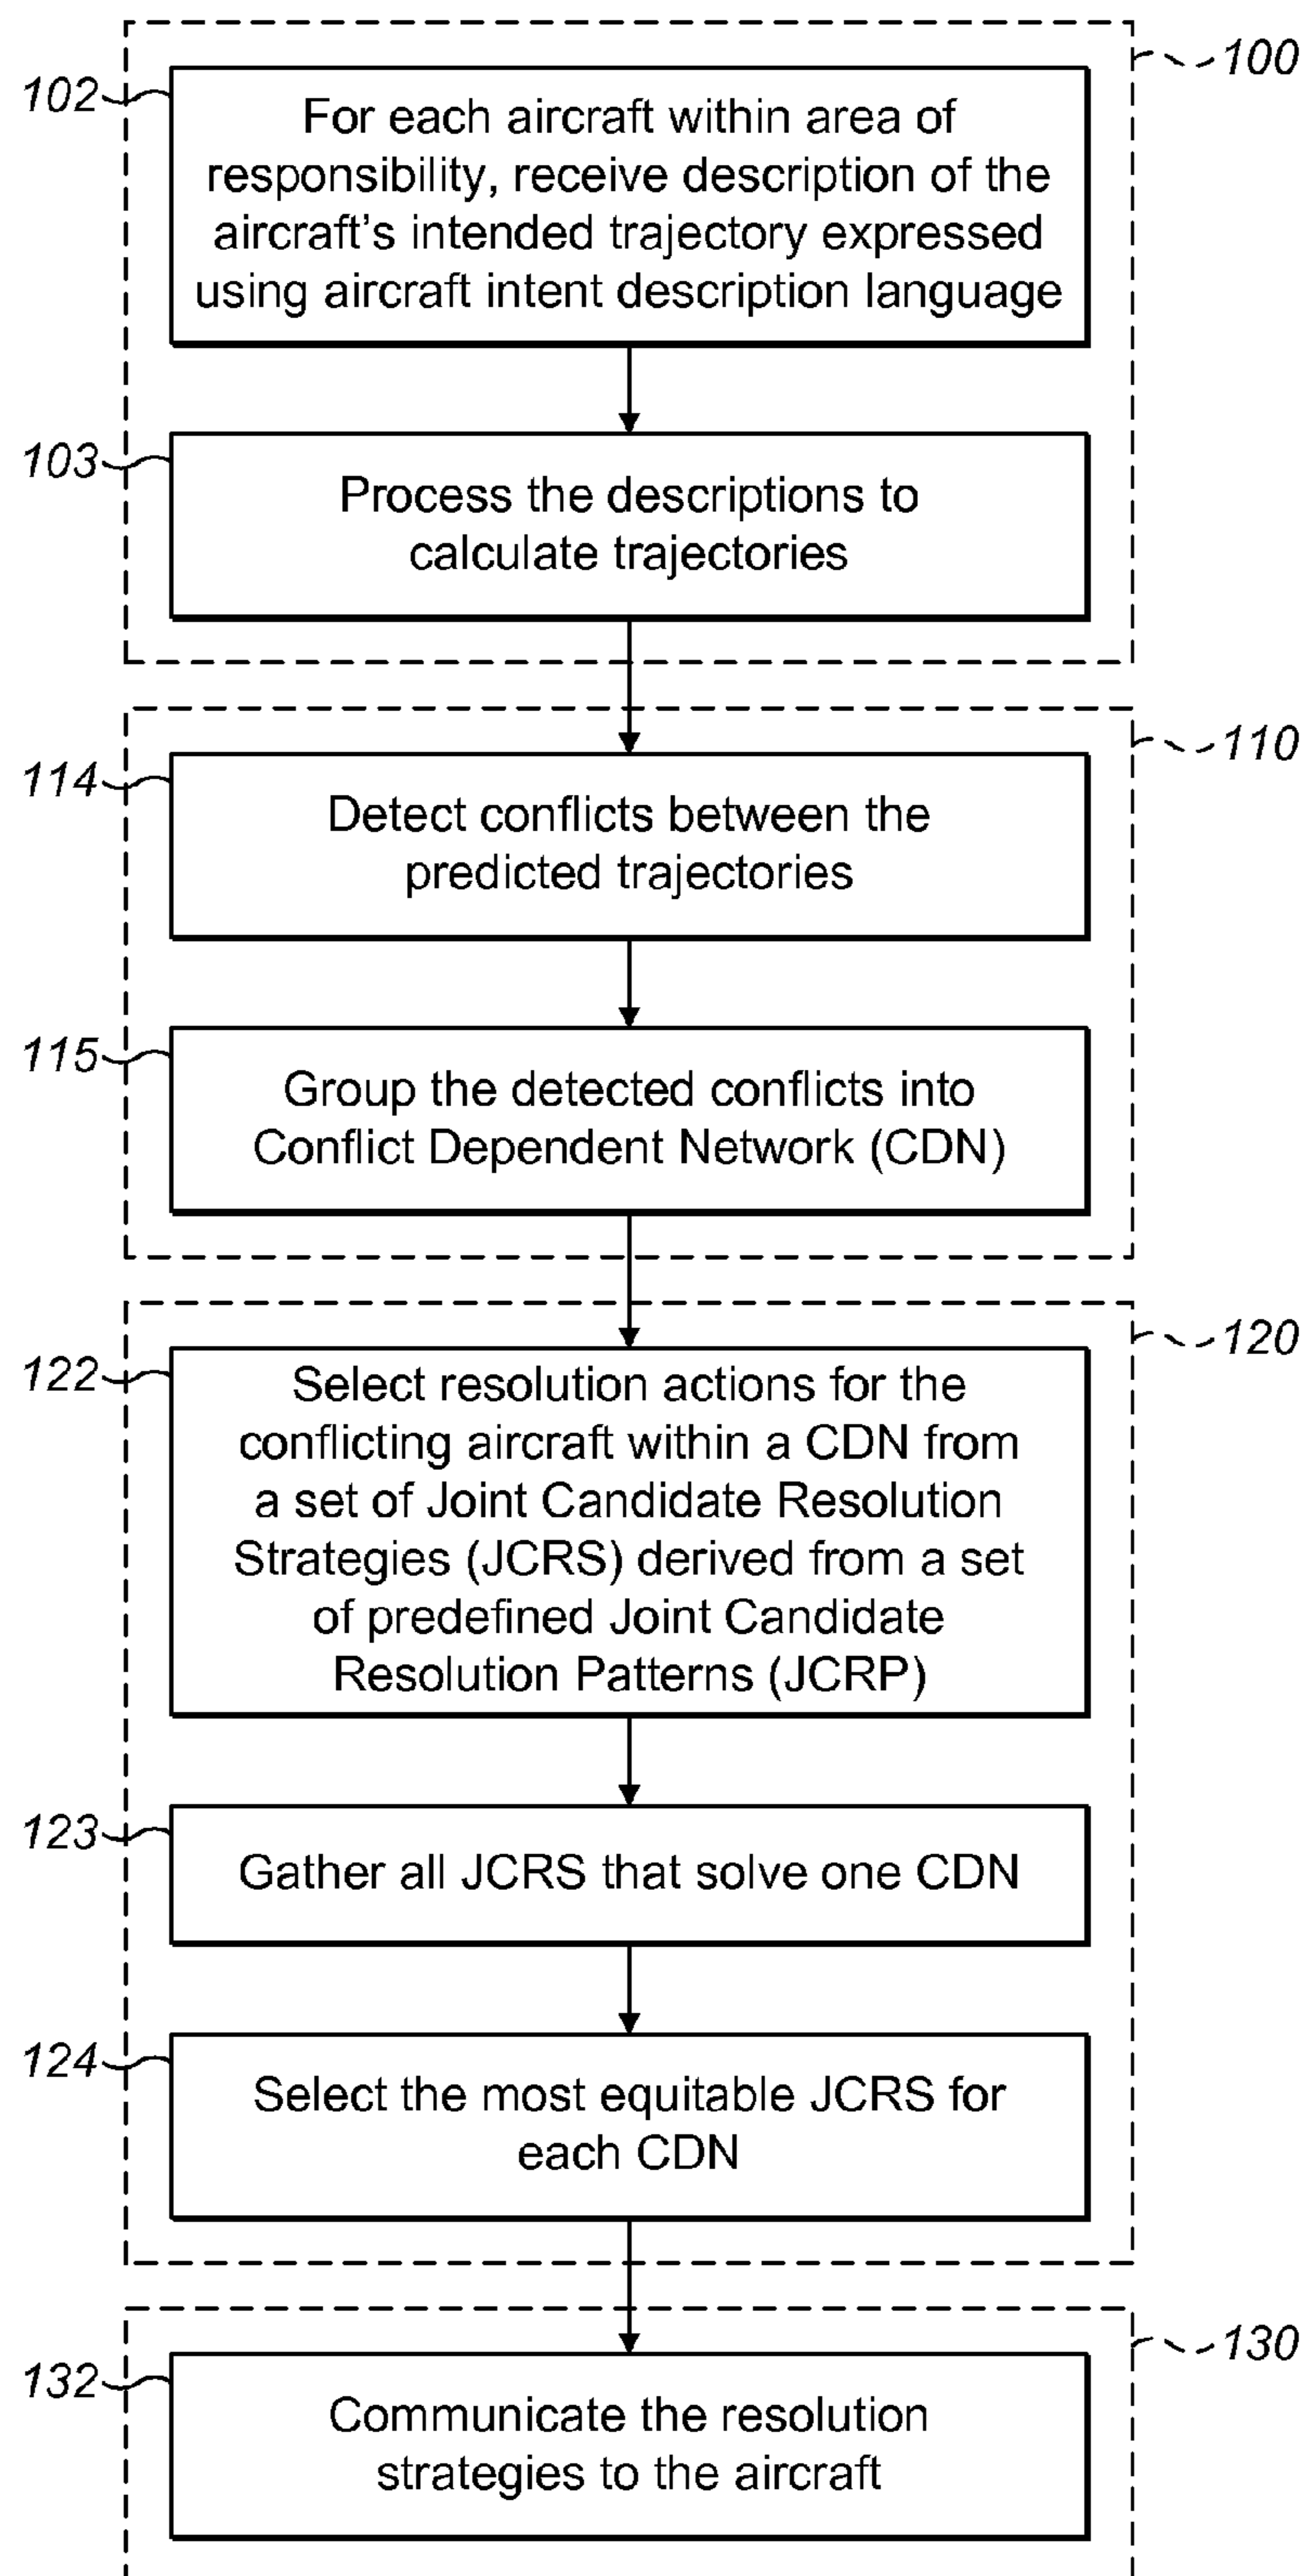 100
102
For each aircraft within area of
responsibility, receive description of the
aircraft's intended trajectory expressed
using aircraft intent description language
103
Process the descriptions to
calculate trajectories
110
114
Detect conflicts between the
predicted trajectories
115
Group the detected conflicts into
Conflict Dependent Network (CDN)
120
122
Select resolution actions for the
conflicting aircraft within a CDN from
a set of Joint Candidate Resolution
Strategies (JCRS) derived from a set
of predefined Joint Candidate
Resolution Patterns (JCRP)
123
Gather all JCRS that solve one CDN
124
Select the most equitable JCRS for
each CDN
130
132
Communicate the resolution
strategies to the aircraft